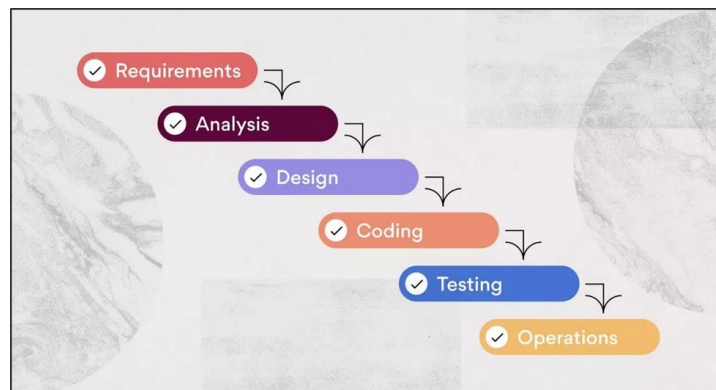 Requirements
Analysis
Design
Coding
Testing
Operations